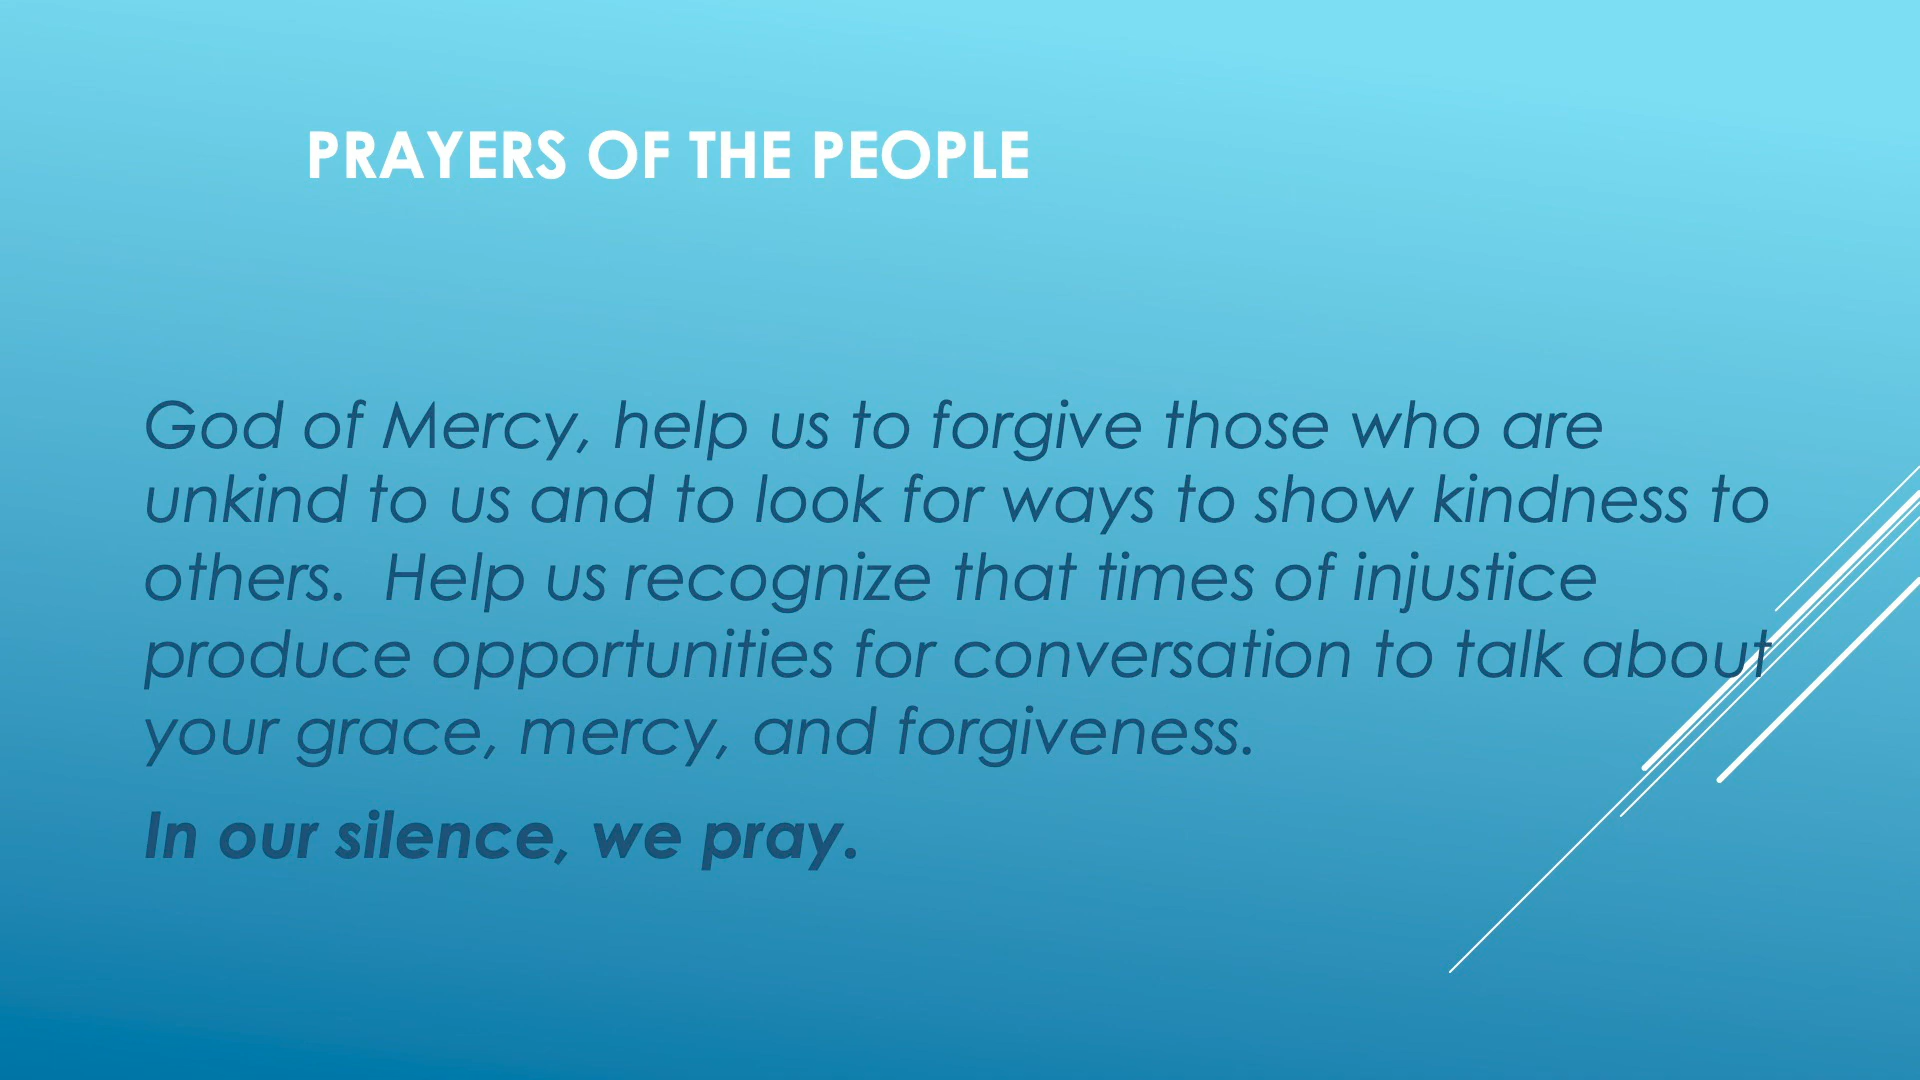 PRAYERS OF THE PEOPLE
God of Mercy, help us to forgive those who are
unkind to us and to look for ways to show kindness to
others.  Help us recognize that times of injustice
produce opportunities for conversation to talk about
your grace, mercy, and forgiveness.
In our silence, we pray.